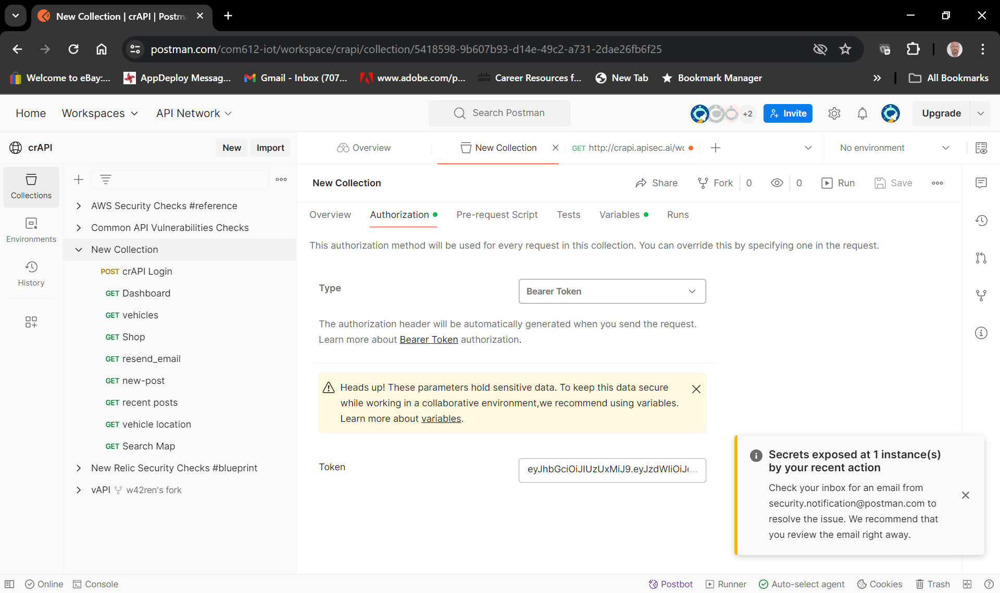 New Collection | crAPI | Postm
postman.com/com612-iot/workspace/crapi/collection/5418598-9b607b93-d14e-49c2-a731-2dae26fb6f25
Welcome to eBay:...
AppDeploy Messag...
Gmail - Inbox (707...
www.adobe.com/p...
Career Resources f...
New Tab
Bookmark Manager
All Bookmarks
Home
Workspaces
API Network
Search Postman
+2
Invite
Upgrade
crAPI
New
Import
Overview
New Collection
GET http://crapi.apisec.ai/wo
No environment
Collections
Environments
History
AWS Security Checks #reference
Common API Vulnerabilities Checks
New Collection
POST crAPI Login
GET Dashboard
GET vehicles
GET Shop
GET resend_email
GET new-post
GET recent posts
GET vehicle location
GET Search Map
New Relic Security Checks #blueprint
vAPI w42ren's fork
New Collection
Share
Fork
0
0
Run
Save
Overview
Authorization
Pre-request Script
Tests
Variables
Runs
This authorization method will be used for every request in this collection. You can override this by specifying one in the request.
Type
Bearer Token
The authorization header will be automatically generated when you send the request.
Learn more about Bearer Token authorization.
Heads up! These parameters hold sensitive data. To keep this data secure
while working in a collaborative environment,we recommend using variables.
Learn more about variables.
Token
eyJhbGciOiJIUzUxMiJ9.eyJzdWIiOiJ...
Secrets exposed at 1 instance(s)
by your recent action
Check your inbox for an email from
security.notification@postman.com to
resolve the issue. We recommend that
you review the email right away.
Online
Console
Postbot
Runner
Auto-select agent
Cookies
Trash